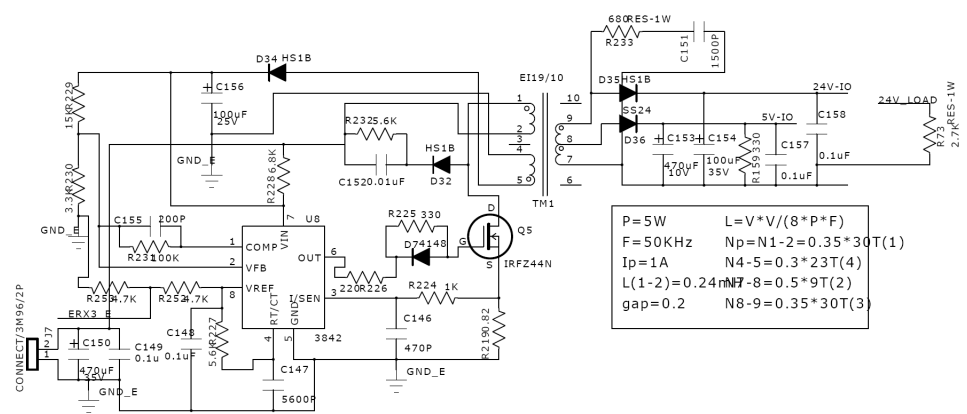 680RES-1W
R233
C151
1500P
D34 HS1B
EI19/10
D35HS1B
24V-IO
C156
100uF
25V
R229
15K
R232 5.6K
SS24
D36
5V-IO
C158
24V_LOAD
R73
2.7K
RES-1W
1
2
3
4
5
10
9
8
7
6
TM1
C153
470uF
10V
C154
100uF
35V
R159 330
C157
0.1uF
0.1uF
HS1B
D32
C152 0.01uF
GND_E
R228 6.8K
R230
3.3K
GND_E
C155
200P
R231 100K
7
U8
VIN
1
COMP
2
VFB
8
VREF
OUT
6
I/SEN
3
RT/CT
GND
4
5
3842
R225 330
D7 4148
220R226
D
G
S
Q5
IRFZ44N
P=5W
L=V*V/(8*P*F)
F=50KHz
Np=N1-2=0.35*30T(1)
Ip=1A
N4-5=0.3*23T(4)
L(1-2)=0.24mH
N7-8=0.5*9T(2)
gap=0.2
N8-9=0.35*30T(3)
R253 4.7K
R252 4.7K
ERX3_E
R224 1K
R219 0.82
C146
470P
GND_E
J7
2
1
CONNECT/3M96/2P
C150
470uF
35V
C149
0.1u
GND_E
C148
0.1uF
R227
5.6K
C147
5600P